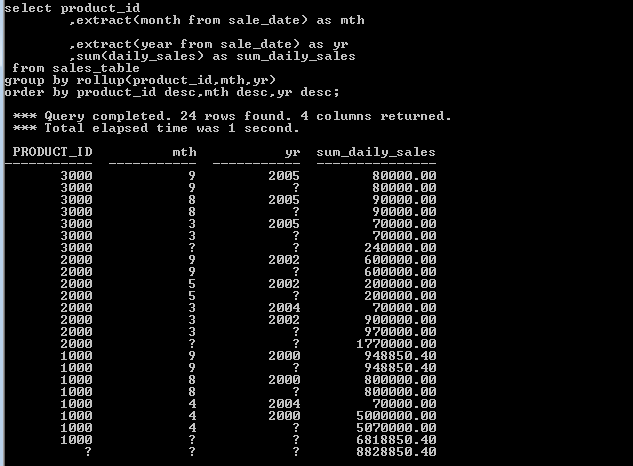 select product_id
,extract(month from sale_date) as mth
,extract(year from sale_date) as yr
,sum(daily_sales) as sum_daily_sales
from sales_table
group by rollup(product_id,mth,yr)
order by product_id desc,mth desc,yr desc;
*** Query completed. 24 rows found. 4 columns returned.
*** Total elapsed time was 1 second.
PRODUCT_ID mth yr sum_daily_sales
3000 9 2005 80000.00
3000 9 ? 80000.00
3000 8 2005 90000.00
3000 8 ? 90000.00
3000 3 2005 70000.00
3000 3 ? 70000.00
3000 ? ? 240000.00
2000 9 2002 600000.00
2000 9 ? 600000.00
2000 5 2002 200000.00
2000 5 ? 200000.00
2000 3 2004 70000.00
2000 3 2002 900000.00
2000 3 ? 970000.00
2000 ? ? 1770000.00
1000 9 2000 948850.40
1000 9 ? 948850.40
1000 8 2000 800000.00
1000 8 ? 800000.00
1000 4 2004 70000.00
1000 4 2000 5000000.00
1000 4 ? 5070000.00
1000 ? ? 6818850.40
? ? ? 8828850.40